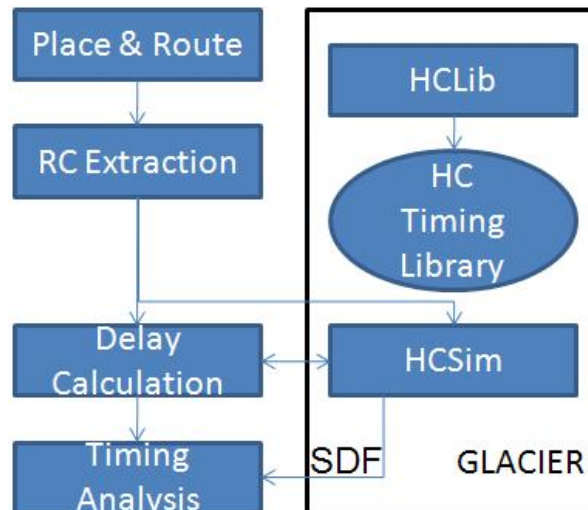 Place & Route
RC Extraction
Delay
Calculation
Timing
Analysis
HCLib
HC
Timing
Library
HCSim
SDF
GLACIER